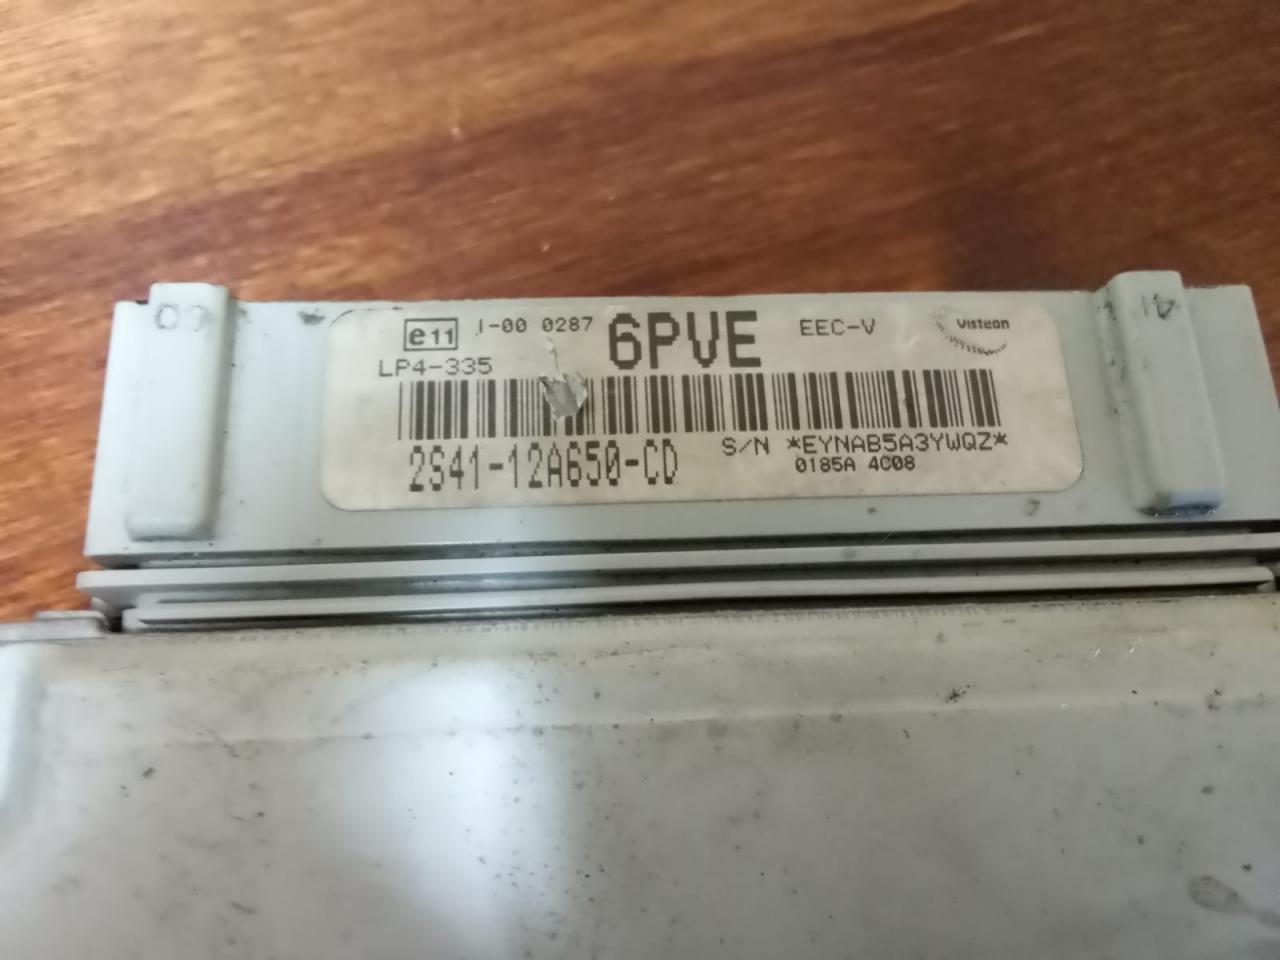 e11 I-00 0287 6PVE EEC-V Visteon
LP4-335
2S41-12A650-CD S/N *EYNAB5A3YWQZ*
0185A 4C08